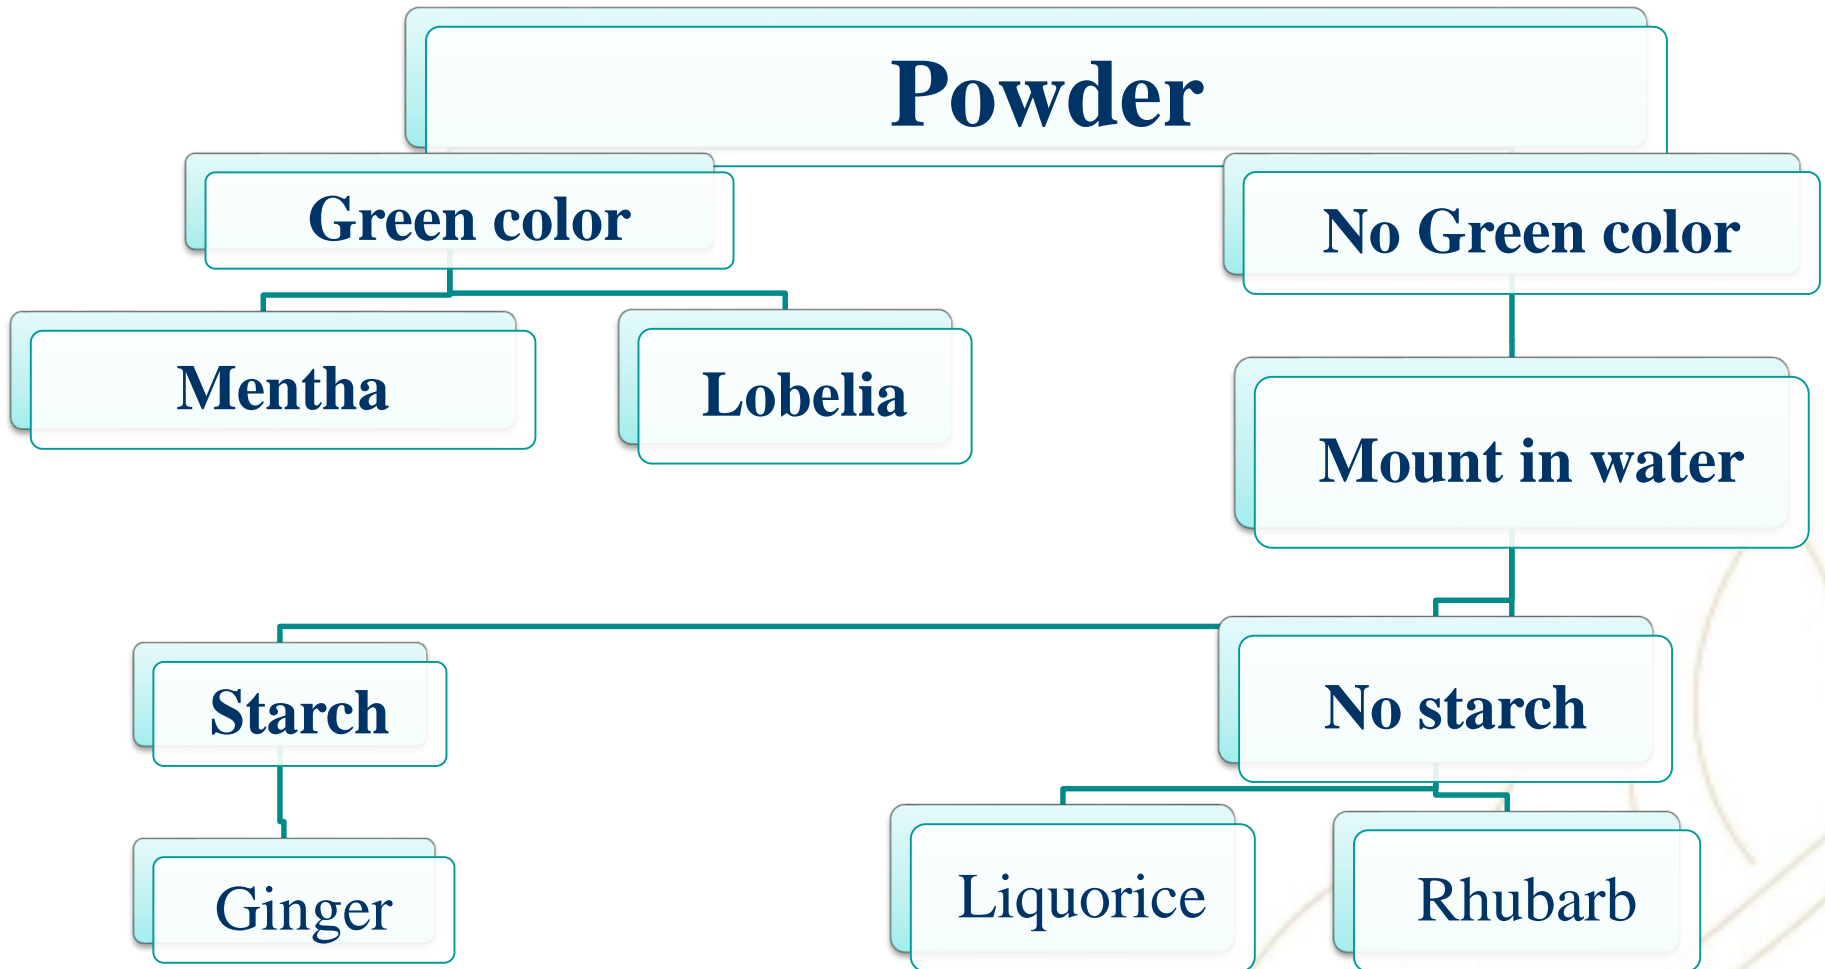 Powder
Green color
No Green color
Mentha
Lobelia
Mount in water
Starch
No starch
Ginger
Liquorice
Rhubarb